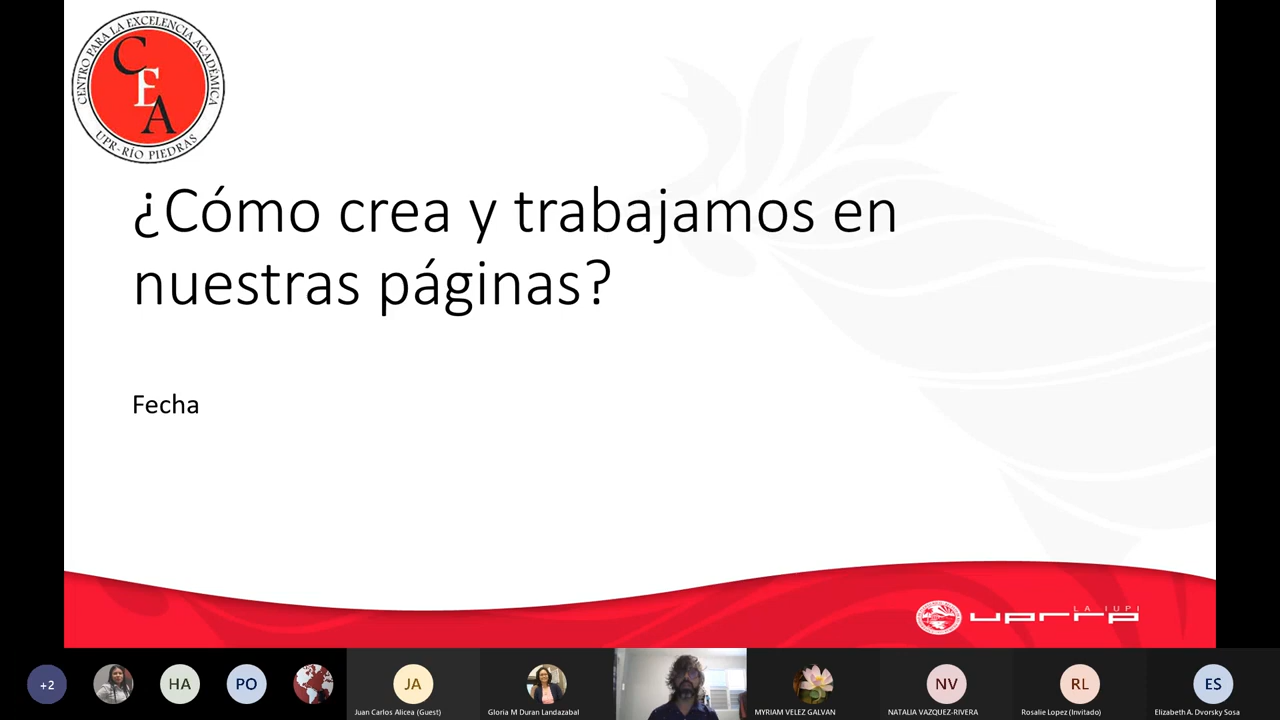 CENTRO PARA LA EXCELENCIA ACADÉMICA
CEA
UPR-RÍO PIEDRAS
¿Cómo crea y trabajamos en
nuestras páginas?
Fecha
LA IUPI
uprrp
+2
HA
PO
JA
NV
RL
ES
Juan Carlos Alicea (Guest)
Gloria M Duran Landazabal
MYRIAM VELEZ GALVAN
NATALIA VAZQUEZ-RIVERA
Rosalie Lopez (Invitado)
Elizabeth A. Dvorsky Sosa